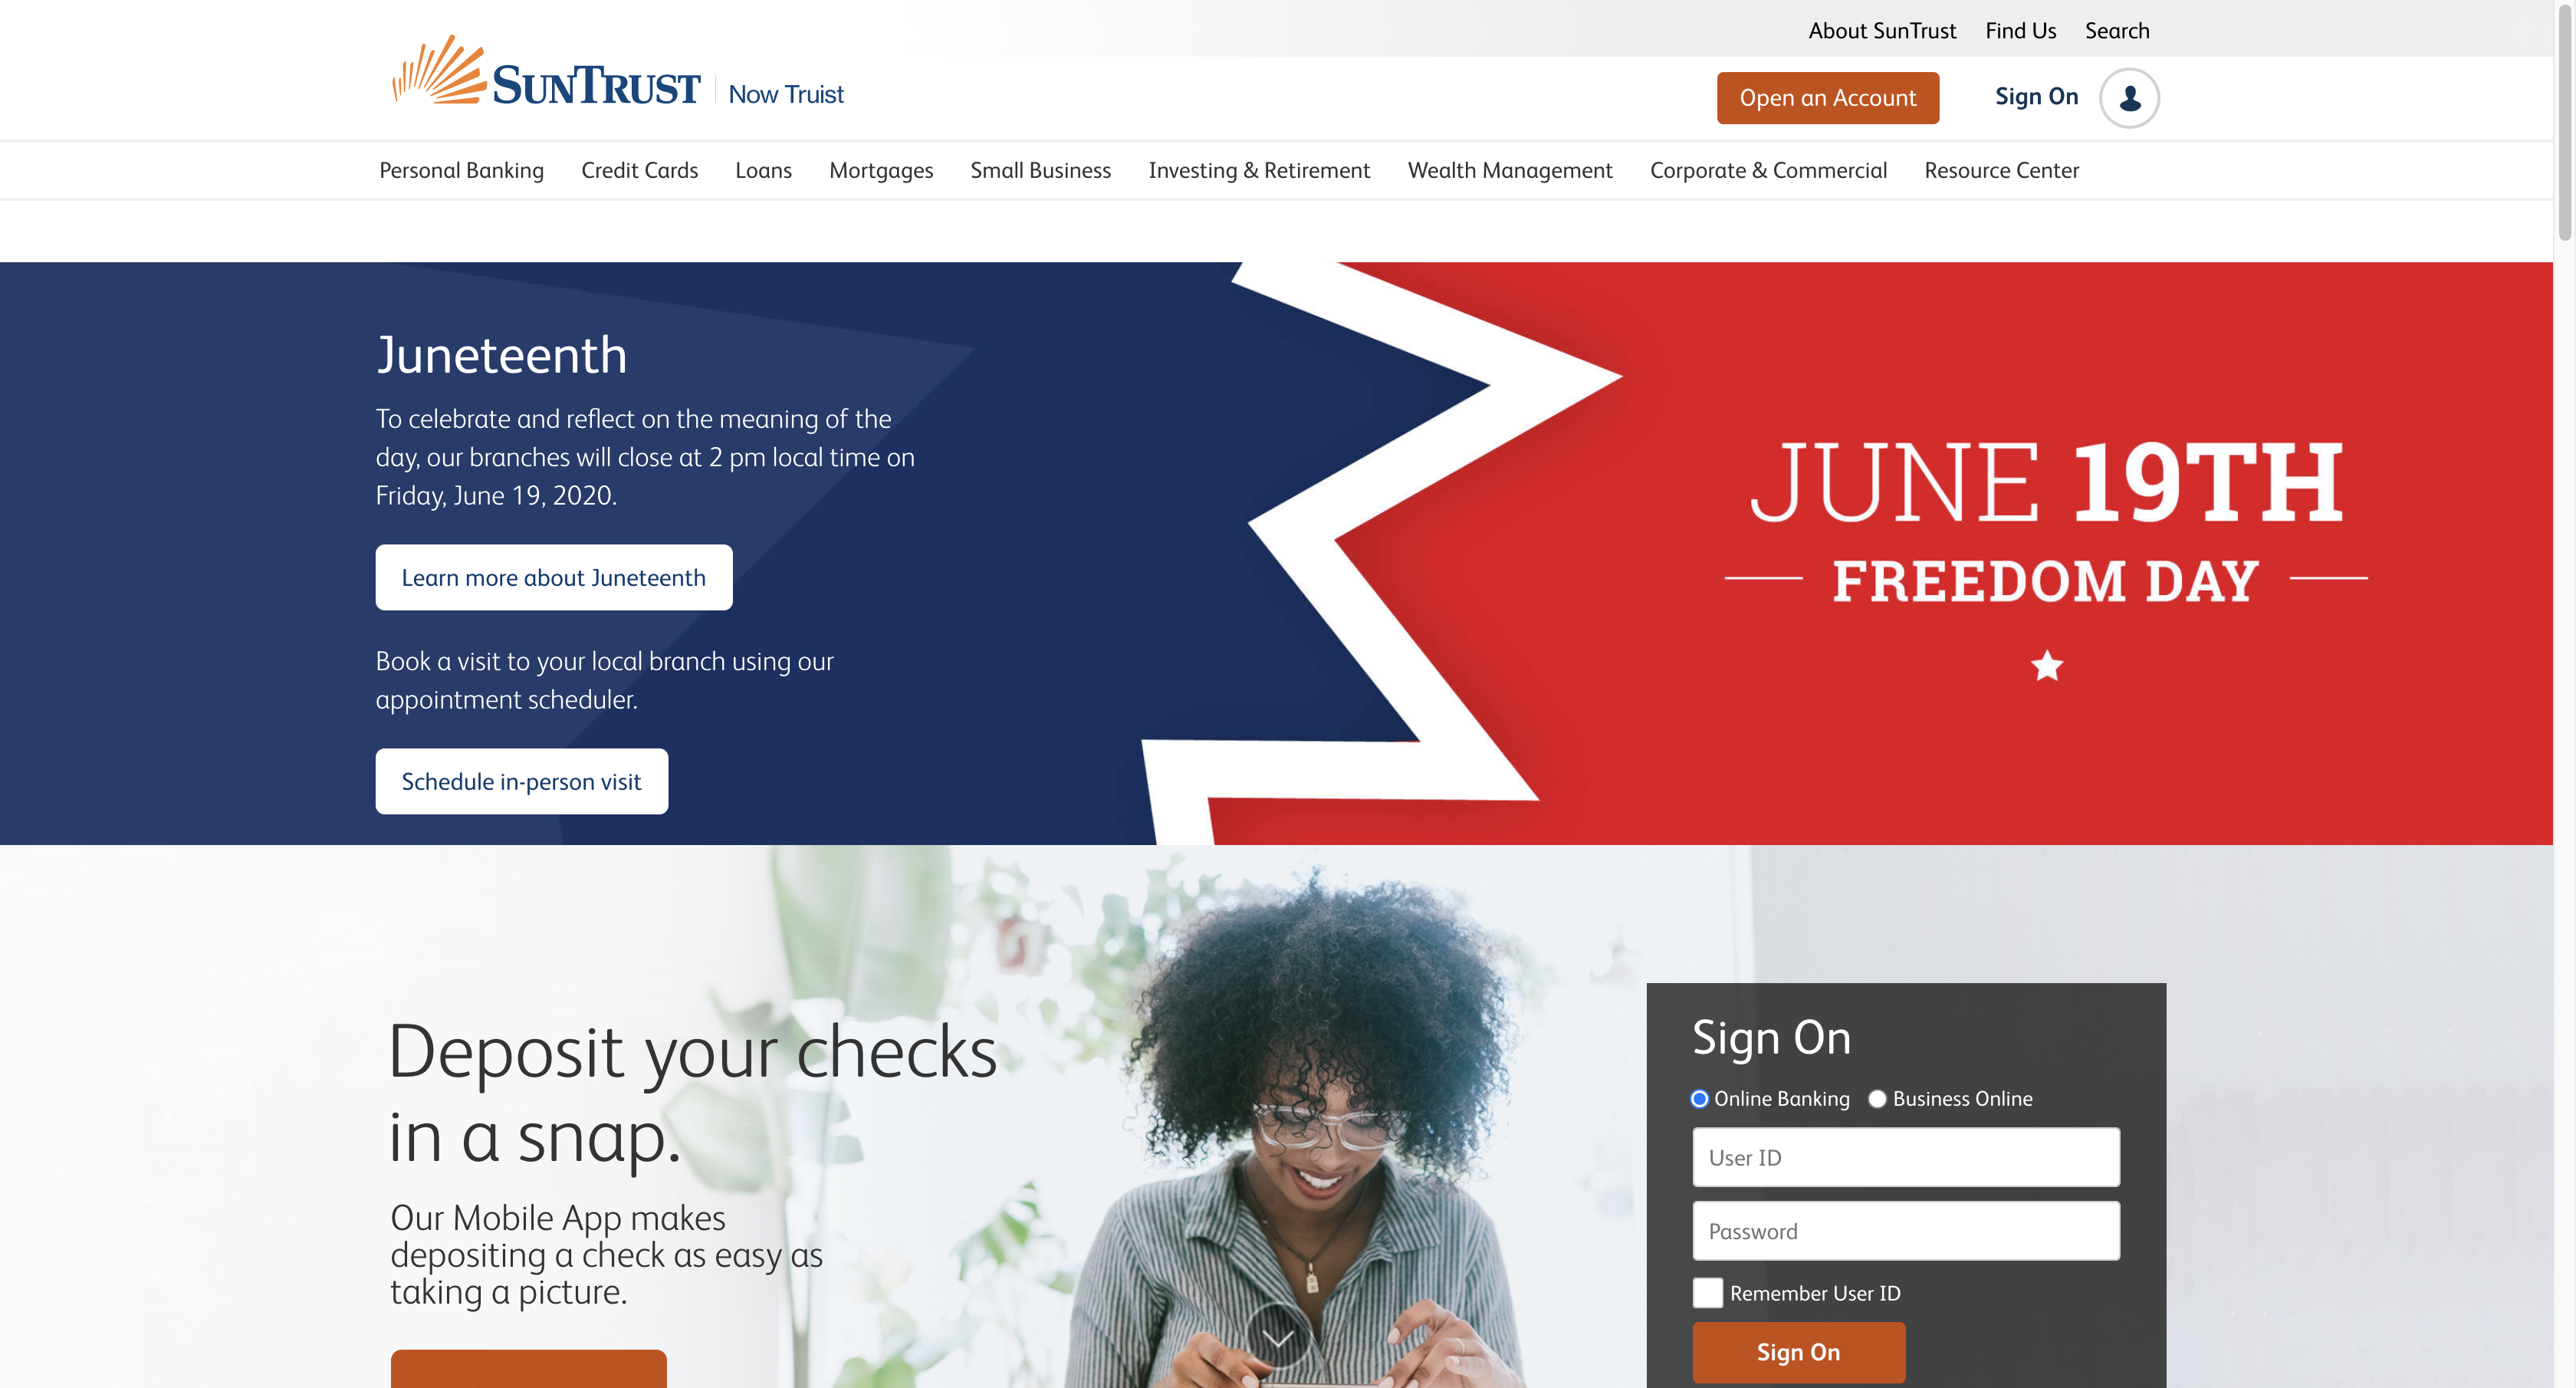 About SunTrust Find Us Search
SUNTRUST Now Truist
Open an Account Sign On
Personal Banking Credit Cards Loans Mortgages Small Business Investing & Retirement Wealth Management Corporate & Commercial Resource Center
Juneteenth
To celebrate and reflect on the meaning of the
day, our branches will close at 2 pm local time on
Friday, June 19, 2020.
Learn more about Juneteenth
Book a visit to your local branch using our
appointment scheduler.
Schedule in-person visit
JUNE 19TH
FREEDOM DAY
Deposit your checks
in a snap.
Our Mobile App makes
depositing a check as easy as
taking a picture.
Sign On
Online Banking Business Online
User ID
Password
Remember User ID
Sign On